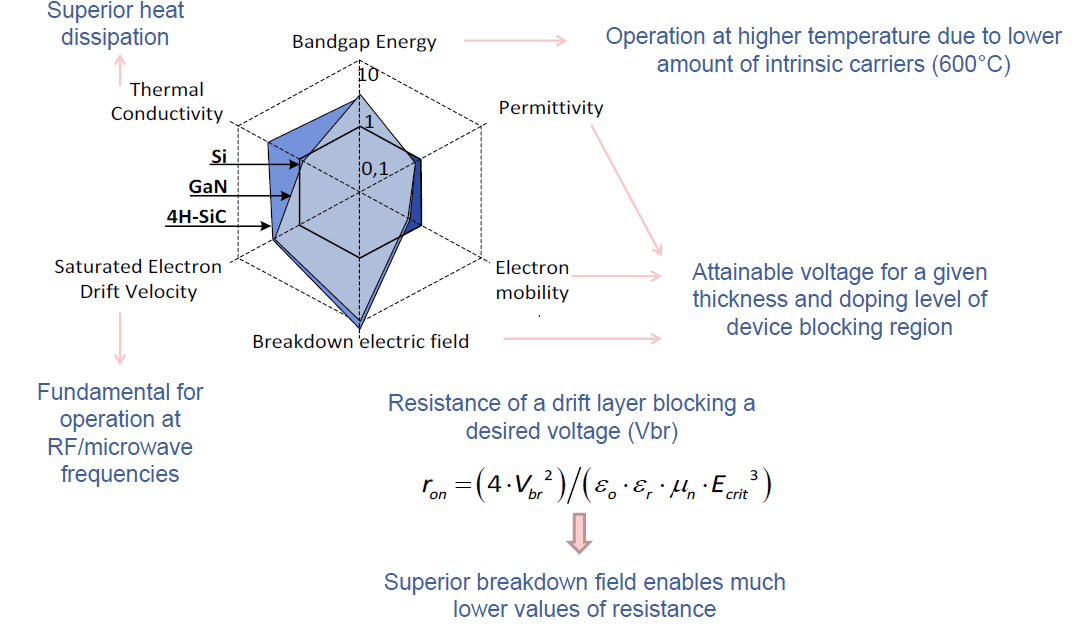 Superior heat
dissipation
Bandgap Energy
Operation at higher temperature due to lower
amount of intrinsic carriers (600°C)
10
Thermal
Conductivity
Permittivity
1
Si
0,1
GaN
4H-SiC
Saturated Electron
Drift Velocity
Electron
mobility
Attainable voltage for a given
thickness and doping level of
device blocking region
Breakdown electric field
Fundamental for
operation at
RF/microwave
frequencies
Resistance of a drift layer blocking a
desired voltage (Vbr)
r_on = (4·V_br²)/(ε_o·ε_r·μ_n·E_crit³)
Superior breakdown field enables much
lower values of resistance